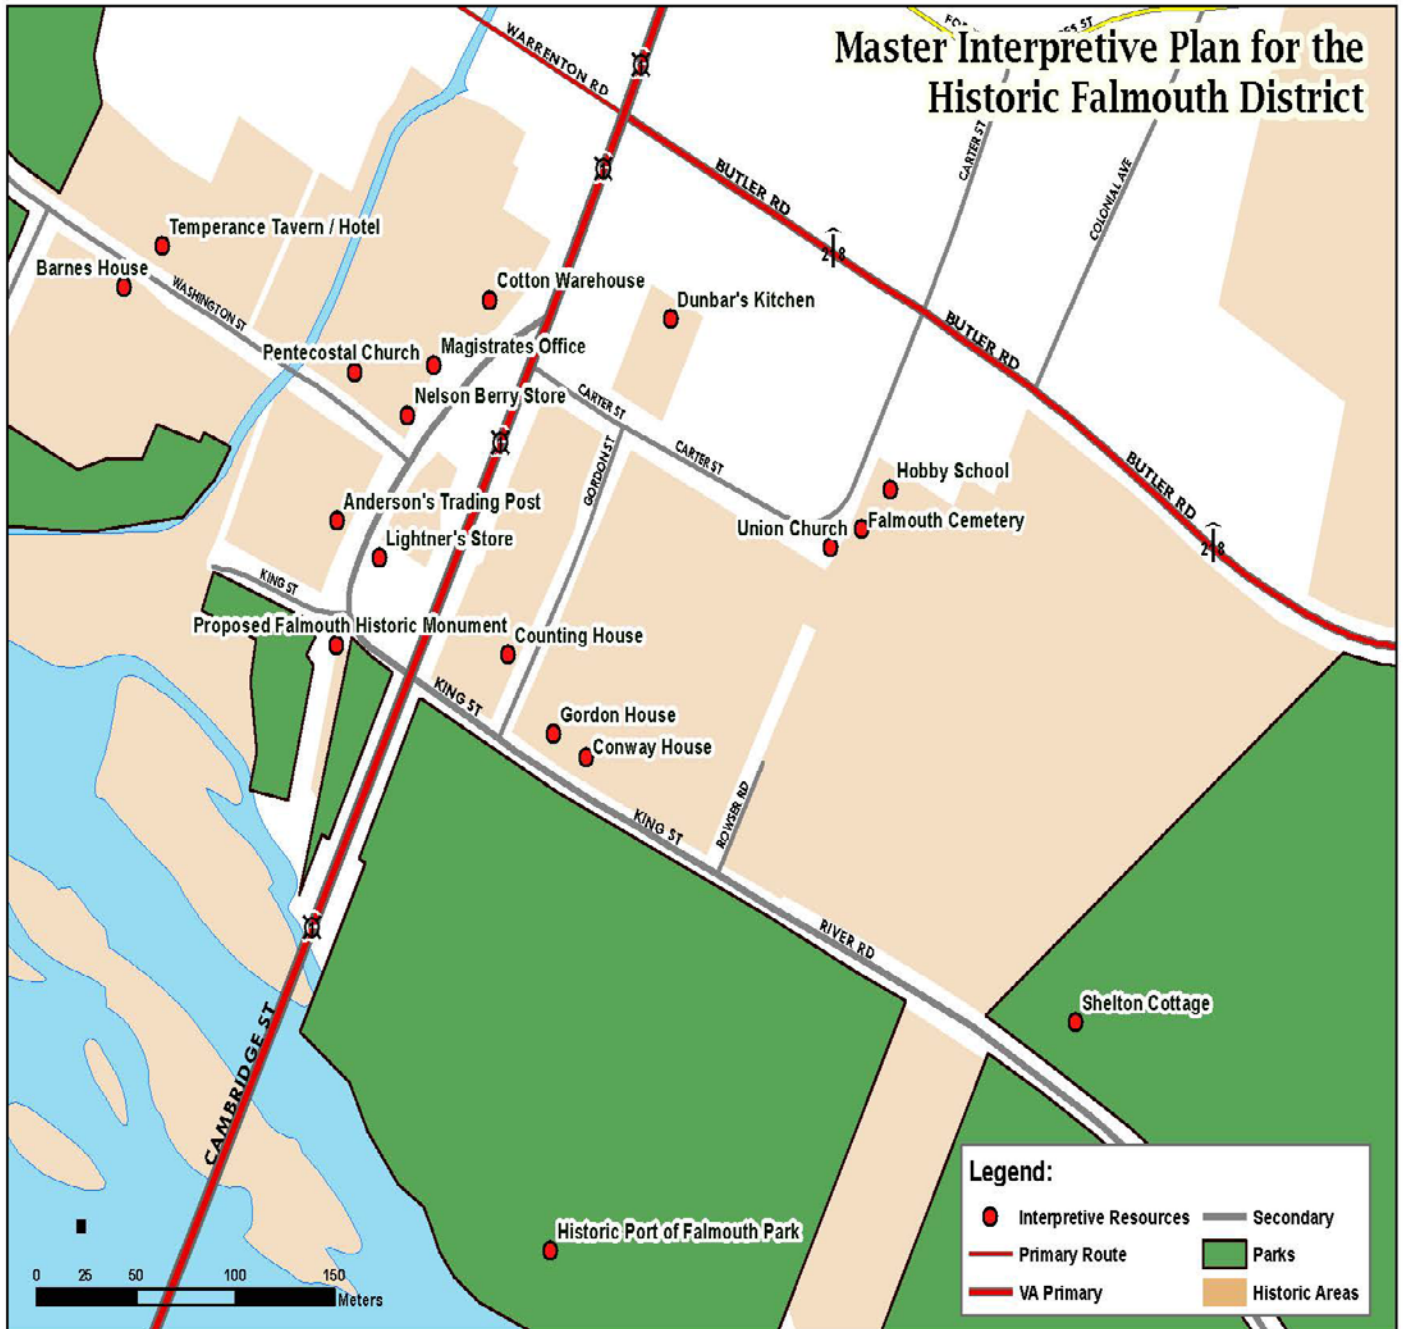 Master Interpretive Plan for the
Historic Falmouth District
WARRENTON RD
BUTLER RD
CARTER ST
COLONIAL AVE
Temperance Tavern / Hotel
28
Barnes House
WASHINGTON ST
Cotton Warehouse
Dunbar's Kitchen
BUTLER RD
Pentecostal Church
Magistrates Office
Nelson Berry Store
CARTER ST
CARTER ST
GORDON ST
BUTLER RD
Hobby School
Anderson's Trading Post
Lightner's Store
Union Church
Falmouth Cemetery
28
KING ST
Proposed Falmouth Historic Monument
Counting House
KING ST
Gordon House
Conway House
KING ST
ROWSER RD
RIVER RD
Shelton Cottage
CAMBRIDGE ST
Historic Port of Falmouth Park
0 25 50 100 150
Meters
Legend:
Interpretive Resources
Secondary
Primary Route
Parks
VA Primary
Historic Areas